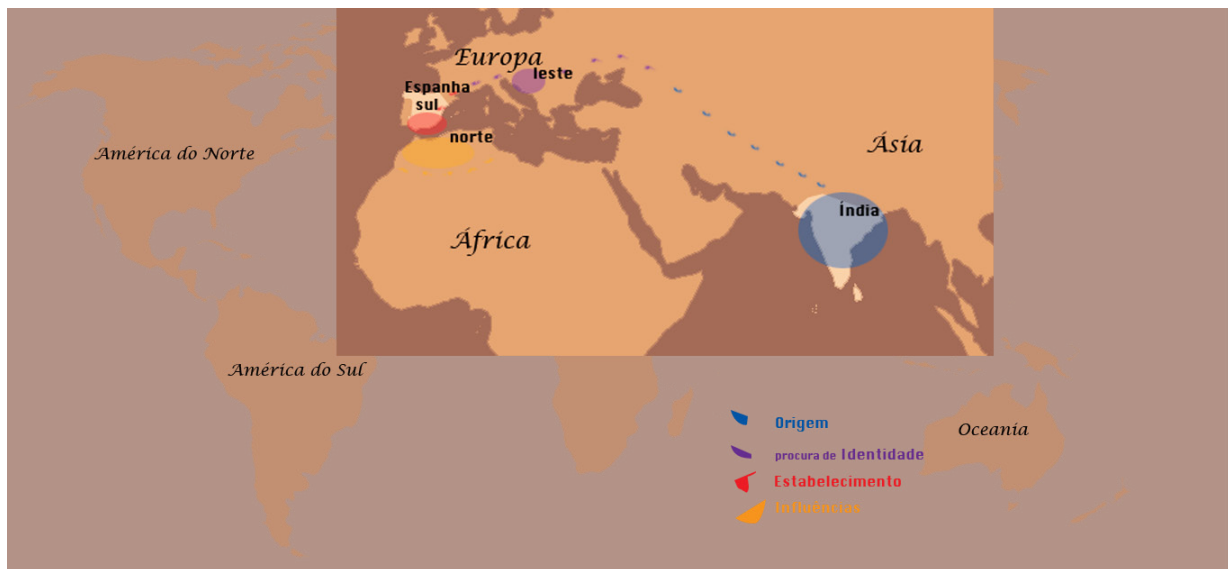 Europa
leste
Espanha
sul
norte
América do Norte
Ásia
Índia
África
América do Sul
Origem
procura de Identidade
Oceania
Estabelecimento
Influências